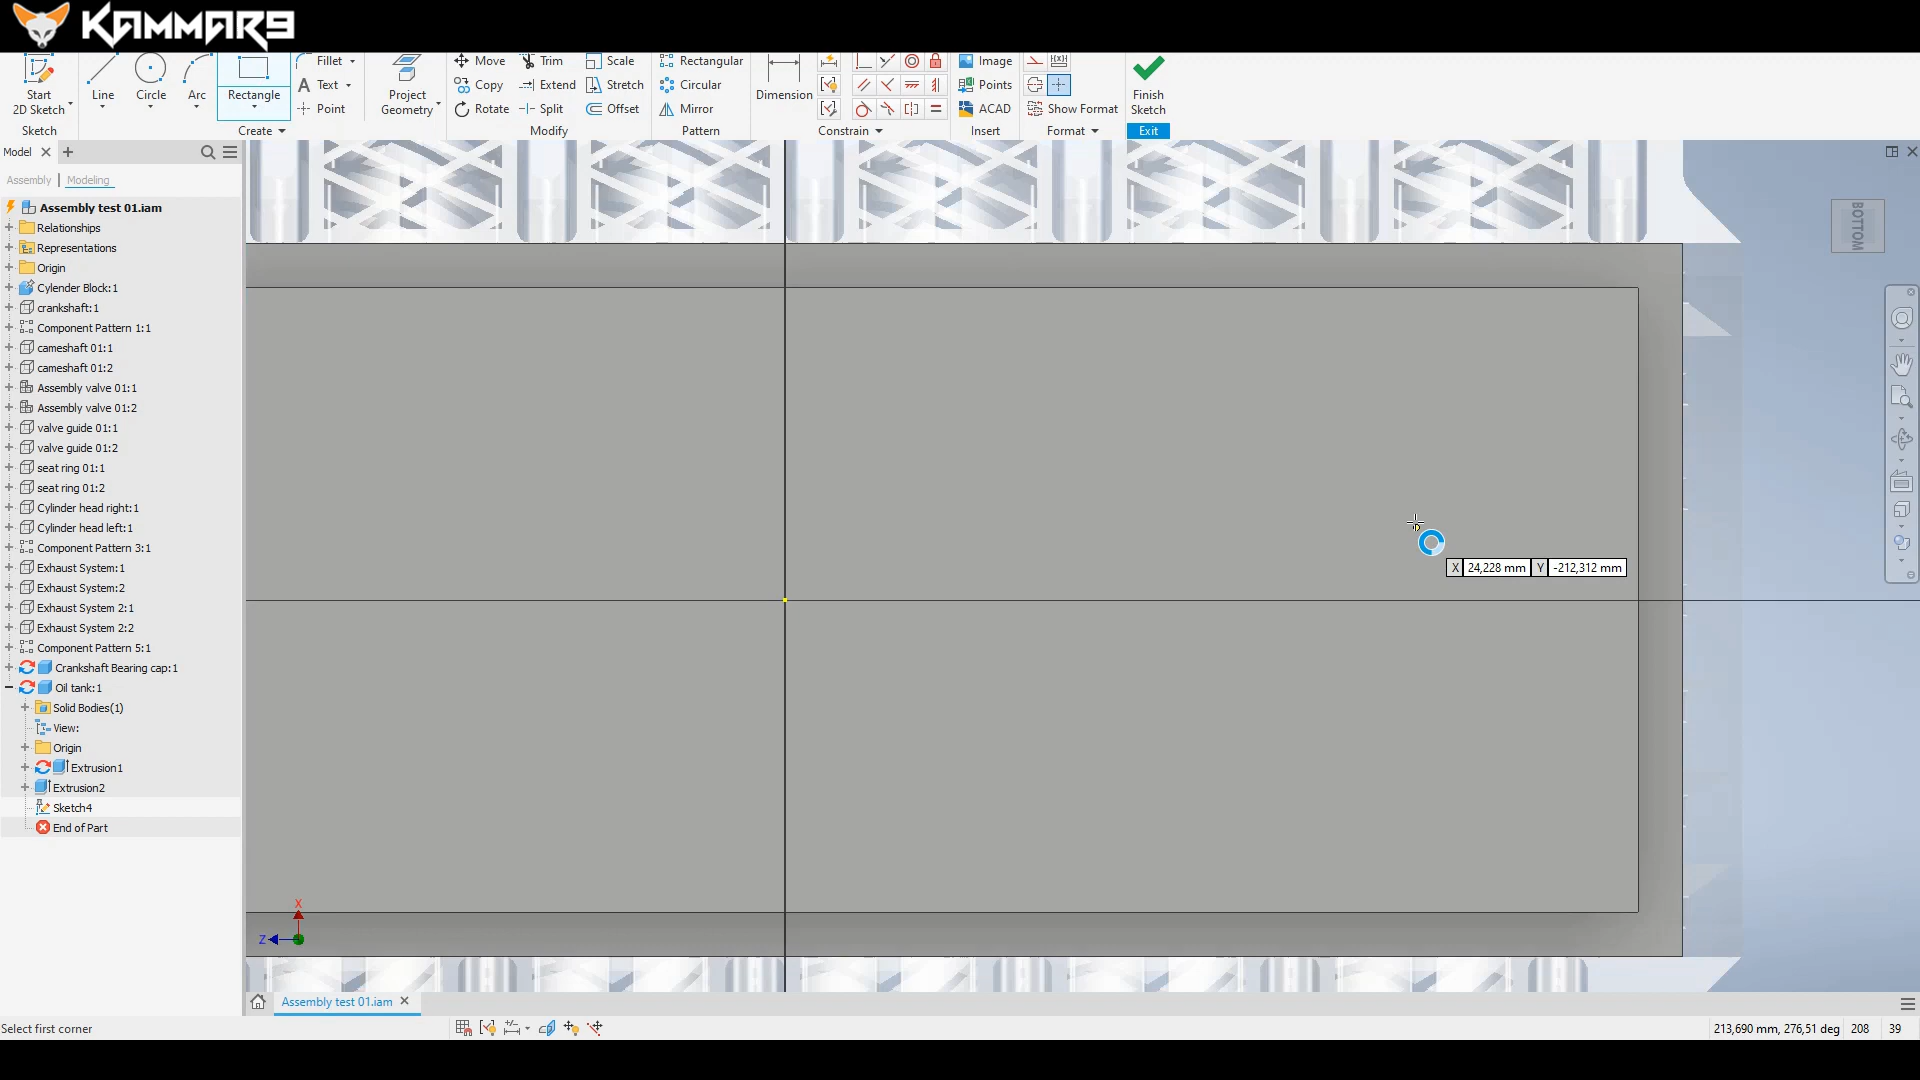 KAMMAR9
Start
2D Sketch
Line
Circle
Arc
Rectangle
Fillet
Text
Point
Project
Geometry
Move
Copy
Rotate
Trim
Extend
Split
Scale
Stretch
Offset
Rectangular
Circular
Mirror
Dimension
Image
Points
ACAD
Show Format
Finish
Sketch
Sketch
Create
Modify
Pattern
Constrain
Insert
Format
Exit
Model
Assembly
Modeling
Assembly test 01.iam
Relationships
Representations
Origin
Cylender Block:1
crankshaft:1
Component Pattern 1:1
cameshaft 01:1
cameshaft 01:2
Assembly valve 01:1
Assembly valve 01:2
valve guide 01:1
valve guide 01:2
seat ring 01:1
seat ring 01:2
Cylinder head right:1
Cylinder head left:1
Component Pattern 3:1
Exhaust System:1
Exhaust System:2
Exhaust System 2:1
Exhaust System 2:2
Component Pattern 5:1
Crankshaft Bearing cap:1
Oil tank:1
Solid Bodies(1)
View:
Origin
Extrusion1
Extrusion2
Sketch4
End of Part
BOTTOM
X 24,228 mm Y -212,312 mm
X
Z
Assembly test 01.iam
Select first corner
213,690 mm, 276,51 deg 208 39